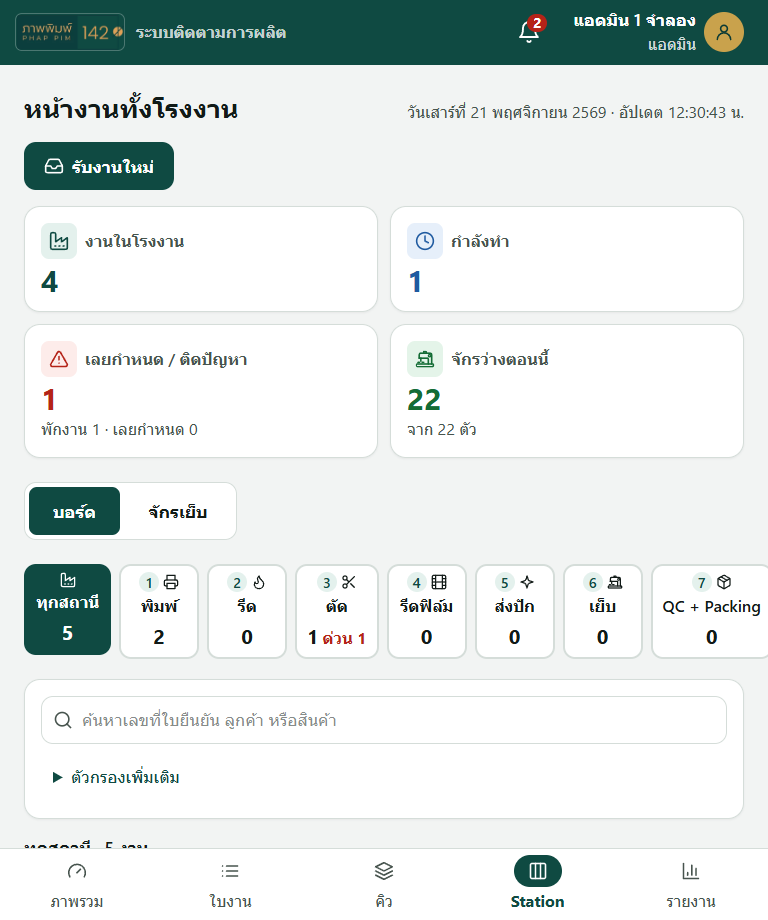 ภาพพิมพ์ 142
PHAP PIM
ระบบติดตามการผลิต
2
แอดมิน 1 จำลอง
แอดมิน
หน้างานทั้งโรงงาน
วันเสาร์ที่ 21 พฤศจิกายน 2569 · อัปเดต 12:30:43 น.
รับงานใหม่
งานในโรงงาน
4
กำลังทำ
1
เลยกำหนด / ติดปัญหา
1
พักงาน 1 · เลยกำหนด 0
จักรว่างตอนนี้
22
จาก 22 ตัว
บอร์ด
จักรเย็บ
ทุกสถานี
5
1
พิมพ์
2
2
รีด
0
3
ตัด
1 ด่วน 1
4
รีดฟิล์ม
0
5
ส่งปัก
0
6
เย็บ
0
7
QC + Packing
0
ค้นหาเลขที่ใบยืนยัน ลูกค้า หรือสินค้า
ตัวกรองเพิ่มเติม
ทุกสถานี · 5 งาน
ภาพรวม
ใบงาน
คิว
Station
รายงาน